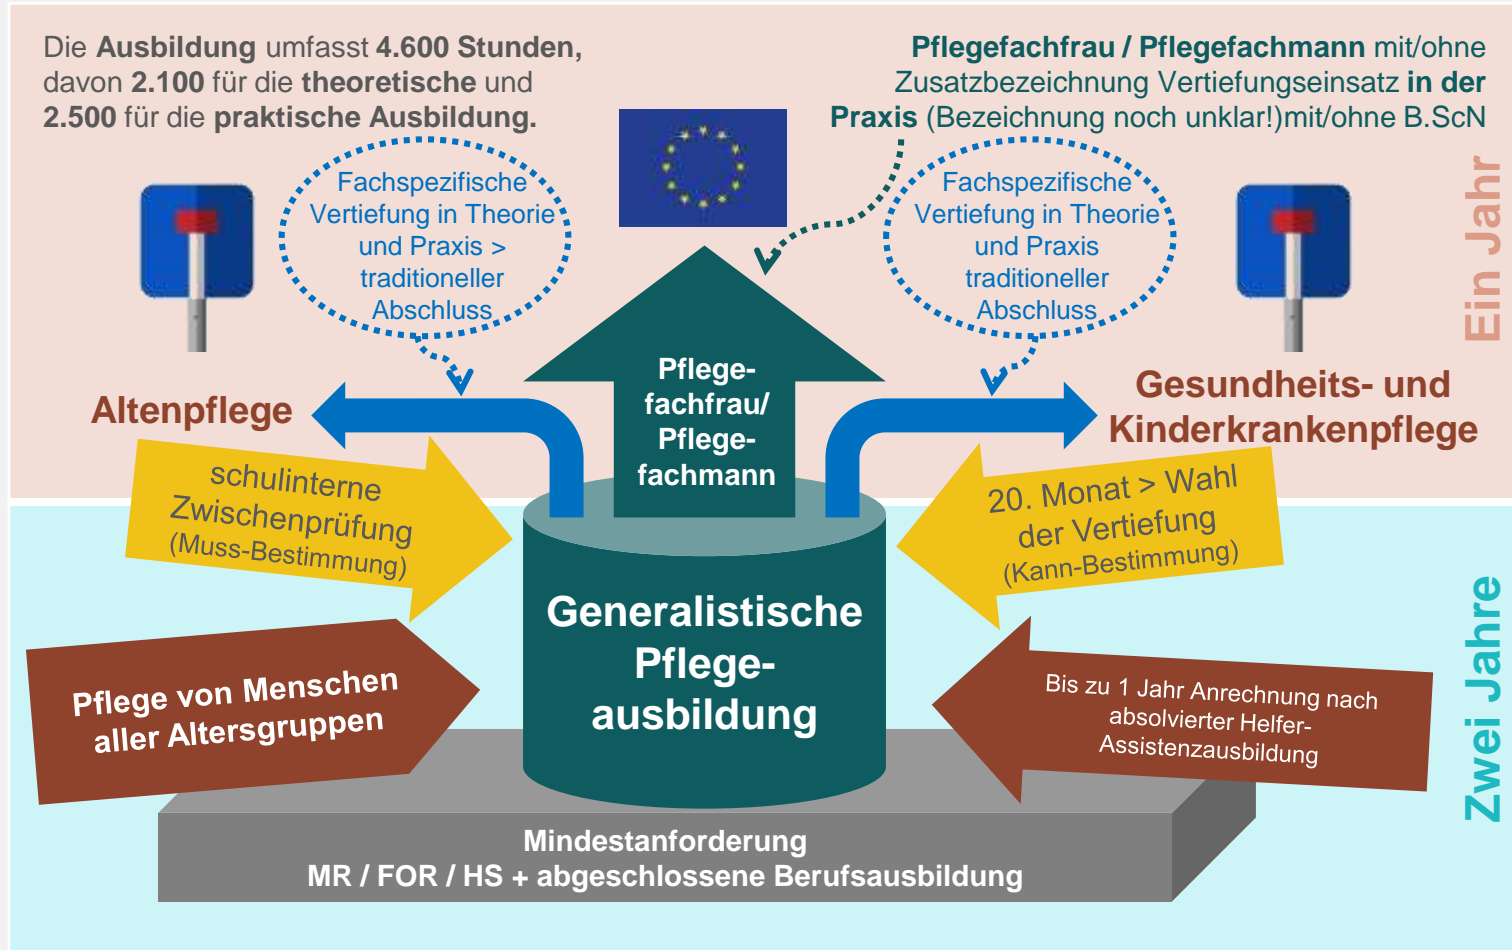 Die Ausbildung umfasst 4.600 Stunden,
davon 2.100 für die theoretische und
2.500 für die praktische Ausbildung.
Pflegefachfrau / Pflegefachmann mit/ohne
Zusatzbezeichnung Vertiefungseinsatz in der
Praxis (Bezeichnung noch unklar!)mit/ohne B.ScN
Fachspezifische
Vertiefung in Theorie
und Praxis >
traditioneller
Abschluss
Fachspezifische
Vertiefung in Theorie
und Praxis
traditioneller
Abschluss
Ein Jahr
Altenpflege
Pflege-
fachfrau/
Pflege-
fachmann
Gesundheits- und
Kinderkrankenpflege
schulinterne
Zwischenprüfung
(Muss-Bestimmung)
20. Monat > Wahl
der Vertiefung
(Kann-Bestimmung)
Generalistische
Pflege-
ausbildung
Pflege von Menschen
aller Altersgruppen
Bis zu 1 Jahr Anrechnung nach
absolvierter Helfer-
Assistenzausbildung
Zwei Jahre
Mindestanforderung
MR / FOR / HS + abgeschlossene Berufsausbildung